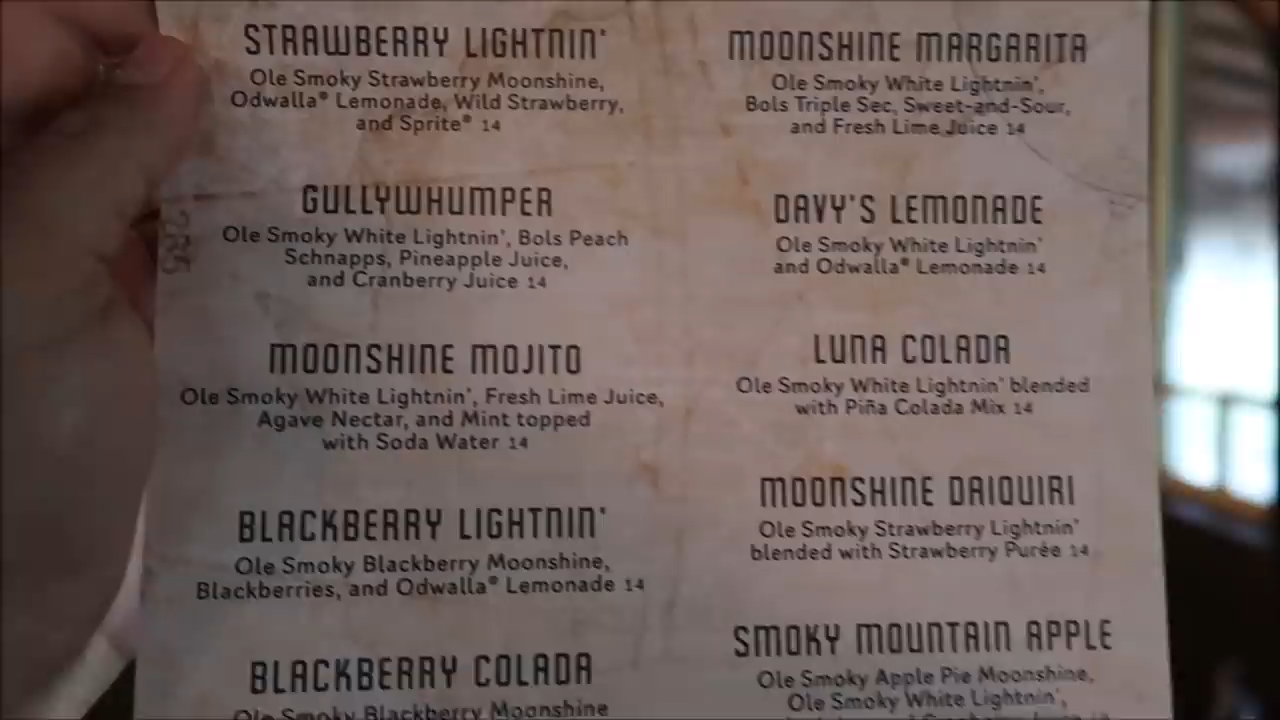 STRAWBERRY LIGHTNIN'
Ole Smoky Strawberry Moonshine,
Odwalla® Lemonade, Wild Strawberry,
and Sprite® 14
GULLYWHUMPER
Ole Smoky White Lightnin', Bols Peach
Schnapps, Pineapple Juice,
and Cranberry Juice 14
MOONSHINE MOJITO
Ole Smoky White Lightnin', Fresh Lime Juice,
Agave Nectar, and Mint topped
with Soda Water 14
BLACKBERRY LIGHTNIN'
Ole Smoky Blackberry Moonshine,
Blackberries, and Odwalla® Lemonade 14
BLACKBERRY COLADA
Ole Smoky Blackberry Moonshine
MOONSHINE MARGARITA
Ole Smoky White Lightnin',
Bols Triple Sec, Sweet-and-Sour,
and Fresh Lime Juice 14
DAVY'S LEMONADE
Ole Smoky White Lightnin'
and Odwalla® Lemonade 14
LUNA COLADA
Ole Smoky White Lightnin' blended
with Piña Colada Mix 14
MOONSHINE DAIQUIRI
Ole Smoky Strawberry Lightnin'
blended with Strawberry Purée 14
SMOKY MOUNTAIN APPLE
Ole Smoky Apple Pie Moonshine,
Ole Smoky White Lightnin',